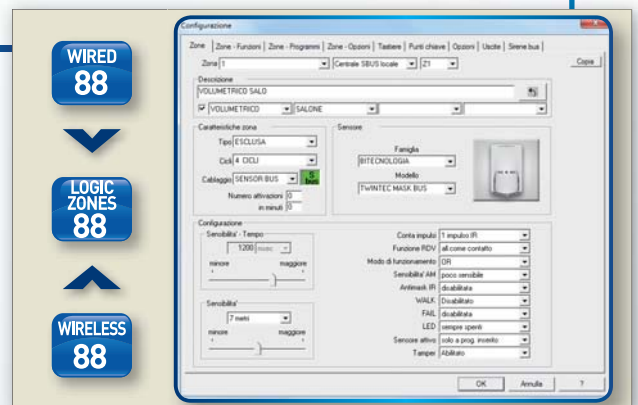 WIRED
88
LOGIC
ZONES
88
WIRELESS
88
Configurazione
Zone Zone - Funzioni Zone - Programmi Zone - Opzioni Tastiere Punti chiave Opzioni Uscite Sirene bus
Zona 1 Centrale SBUS locale Z1 Copia
Descrizione
VOLUMETRICO SALO
VOLUMETRICO SALONE
Caratteristiche zona
Tipo ESCLUSA
Cicli 4 CICLI
Cablaggio SENSOR BUS S bus
Numero attivazioni 0
in minuti 0
Sensore
Famiglia
BITECNOLOGIA
Modello
TWINTEC MASK BUS
Configurazione
Sensibilita' - Tempo
1200
minore maggiore
Sensibilita'
7 metri
minore maggiore
Conta impulsi 1 impulso IR
Funzione RDV all.come contatto
Modo di funzionamento OR
Sensibilita' AM poco sensibile
Antimask IR disabilitata
WALK Disabilitato
FAIL disabilitata
LED sempre spenti
Sensore attivo solo a prog. inserito
Tamper Abilitato
OK Annulla ?